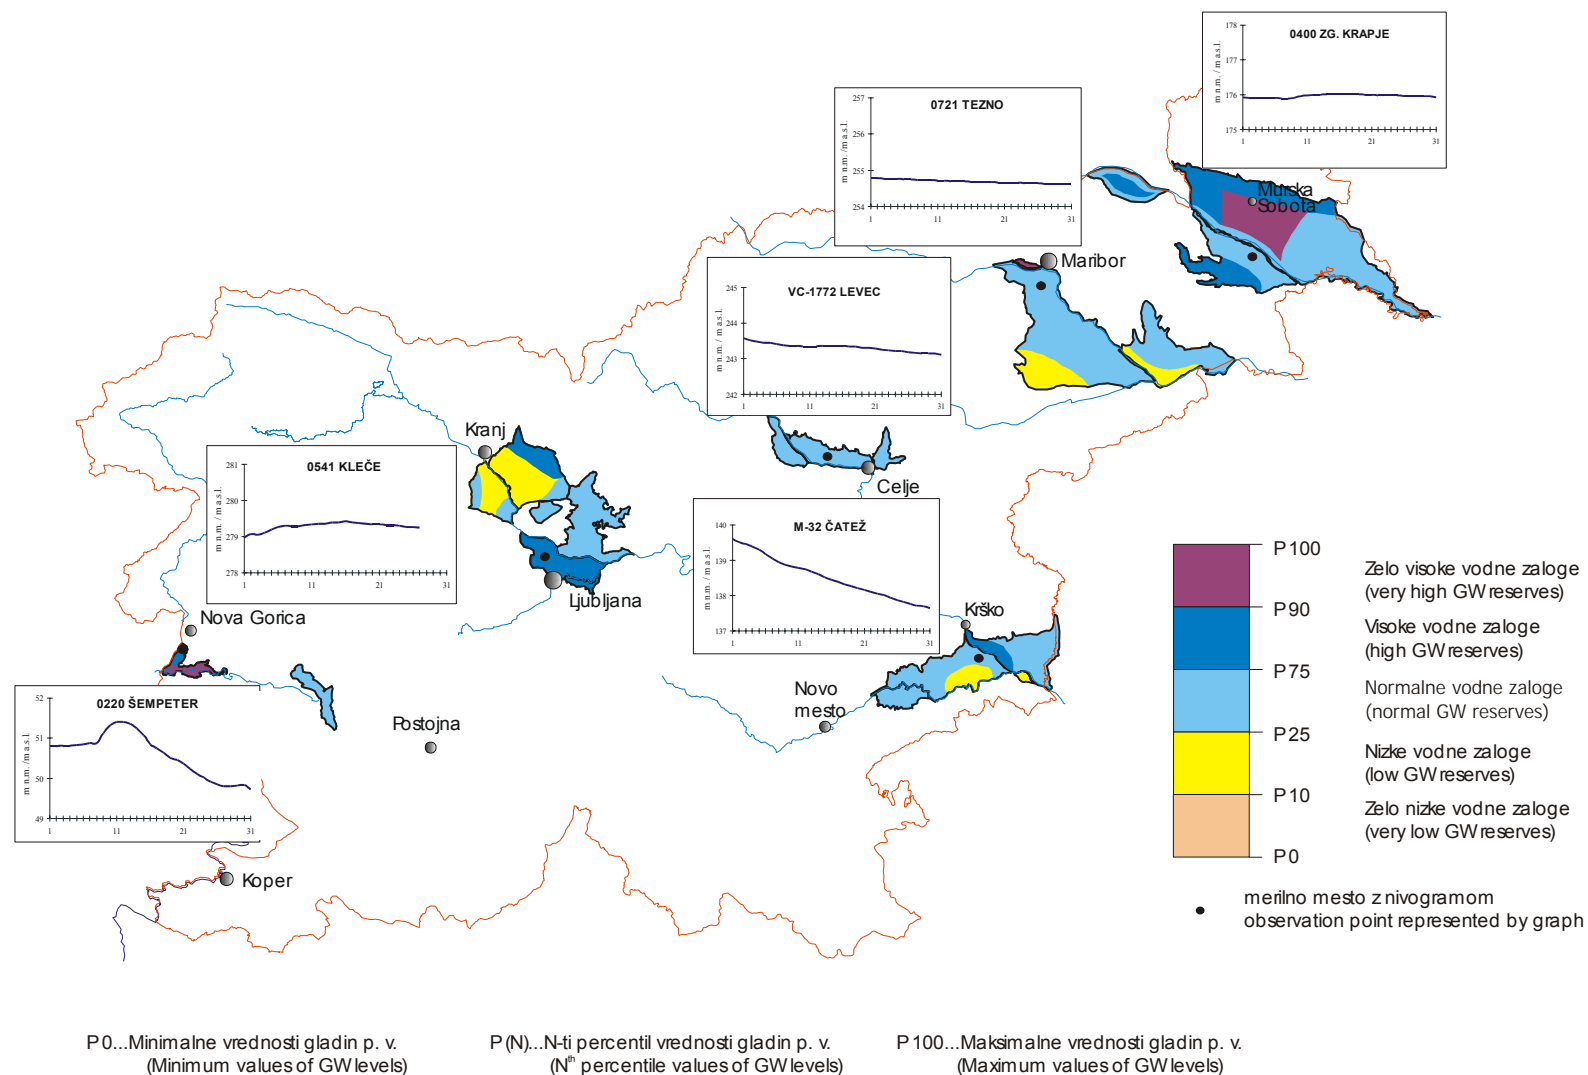 0400 ZG. KRAPJE
m n.m. / m a.s.l.
178
177
176
175
1
11
21
31
0721 TEZNO
m n.m. /m a.s.l.
257
256
255
254
1
11
21
31
Murska
Sobota
Maribor
VC-1772 LEVEC
m n.m. / m a.s.l.
245
244
243
242
1
11
21
31
Kranj
0541 KLEČE
m n.m. / m a.s.l.
281
280
279
278
1
11
21
31
Celje
M-32 ČATEŽ
m n.m. / m a.s.l.
140
139
138
137
1
11
21
31
Ljubljana
Nova Gorica
Krško
0220 ŠEMPETER
m n.m. / m a.s.l.
52
51
50
49
1
11
21
31
Novo
mesto
Postojna
Koper
P100
Zelo visoke vodne zaloge
(very high GW reserves)
P90
Visoke vodne zaloge
(high GW reserves)
P75
Normalne vodne zaloge
(normal GW reserves)
P25
Nizke vodne zaloge
(low GW reserves)
P10
Zelo nizke vodne zaloge
(very low GW reserves)
P0
merilno mesto z nivogramom
observation point represented by graph
P0...Minimalne vrednosti gladin p. v.
(Minimum values of GW levels)
P(N)...N-ti percentil vrednosti gladin p. v.
(Nth percentile values of GW levels)
P100...Maksimalne vrednosti gladin p. v.
(Maximum values of GW levels)